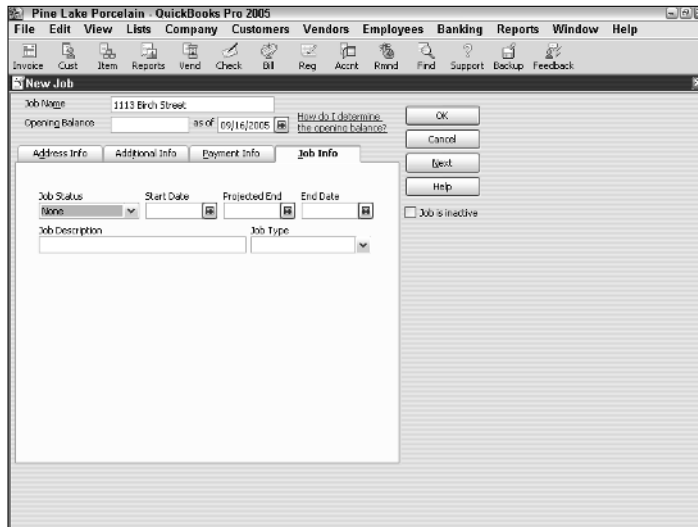 Pine Lake Porcelain - QuickBooks Pro 2005
File Edit View Lists Company Customers Vendors Employees Banking Reports Window Help
Invoice Cust Item Reports Vend Check Bill Reg Accnt Rmnd Find Support Backup Feedback
New Job
Job Name 1113 Birch Street
Opening Balance as of 09/16/2005 How do I determine the opening balance?
OK
Cancel
Next
Help
Job is inactive
Address Info Additional Info Payment Info Job Info
Job Status Start Date Projected End End Date
None
Job Description Job Type